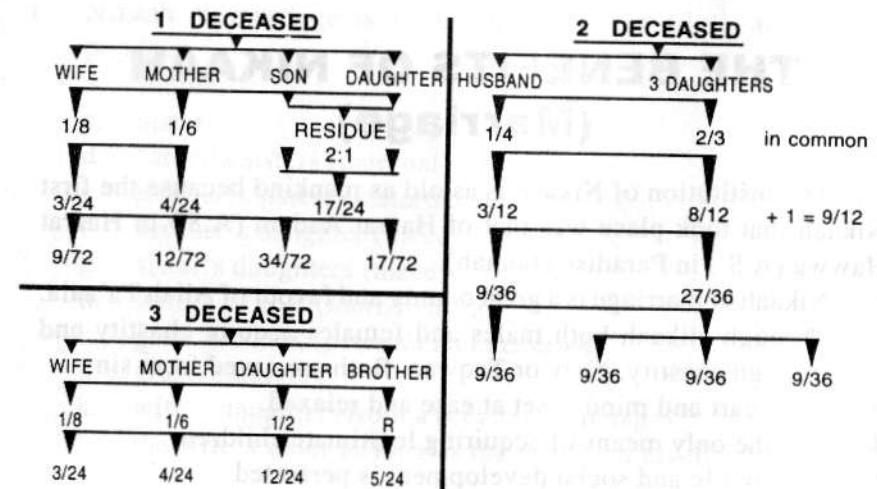 1 DECEASED
WIFE MOTHER SON DAUGHTER
1/8 1/6 RESIDUE
2:1
3/24 4/24 17/24
9/72 12/72 34/72 17/72
2 DECEASED
HUSBAND 3 DAUGHTERS
1/4 2/3 in common
3/12 8/12 + 1 = 9/12
9/36 27/36
9/36 9/36 9/36 9/36
3 DECEASED
WIFE MOTHER DAUGHTER BROTHER
1/8 1/6 1/2 R
3/24 4/24 12/24 5/24